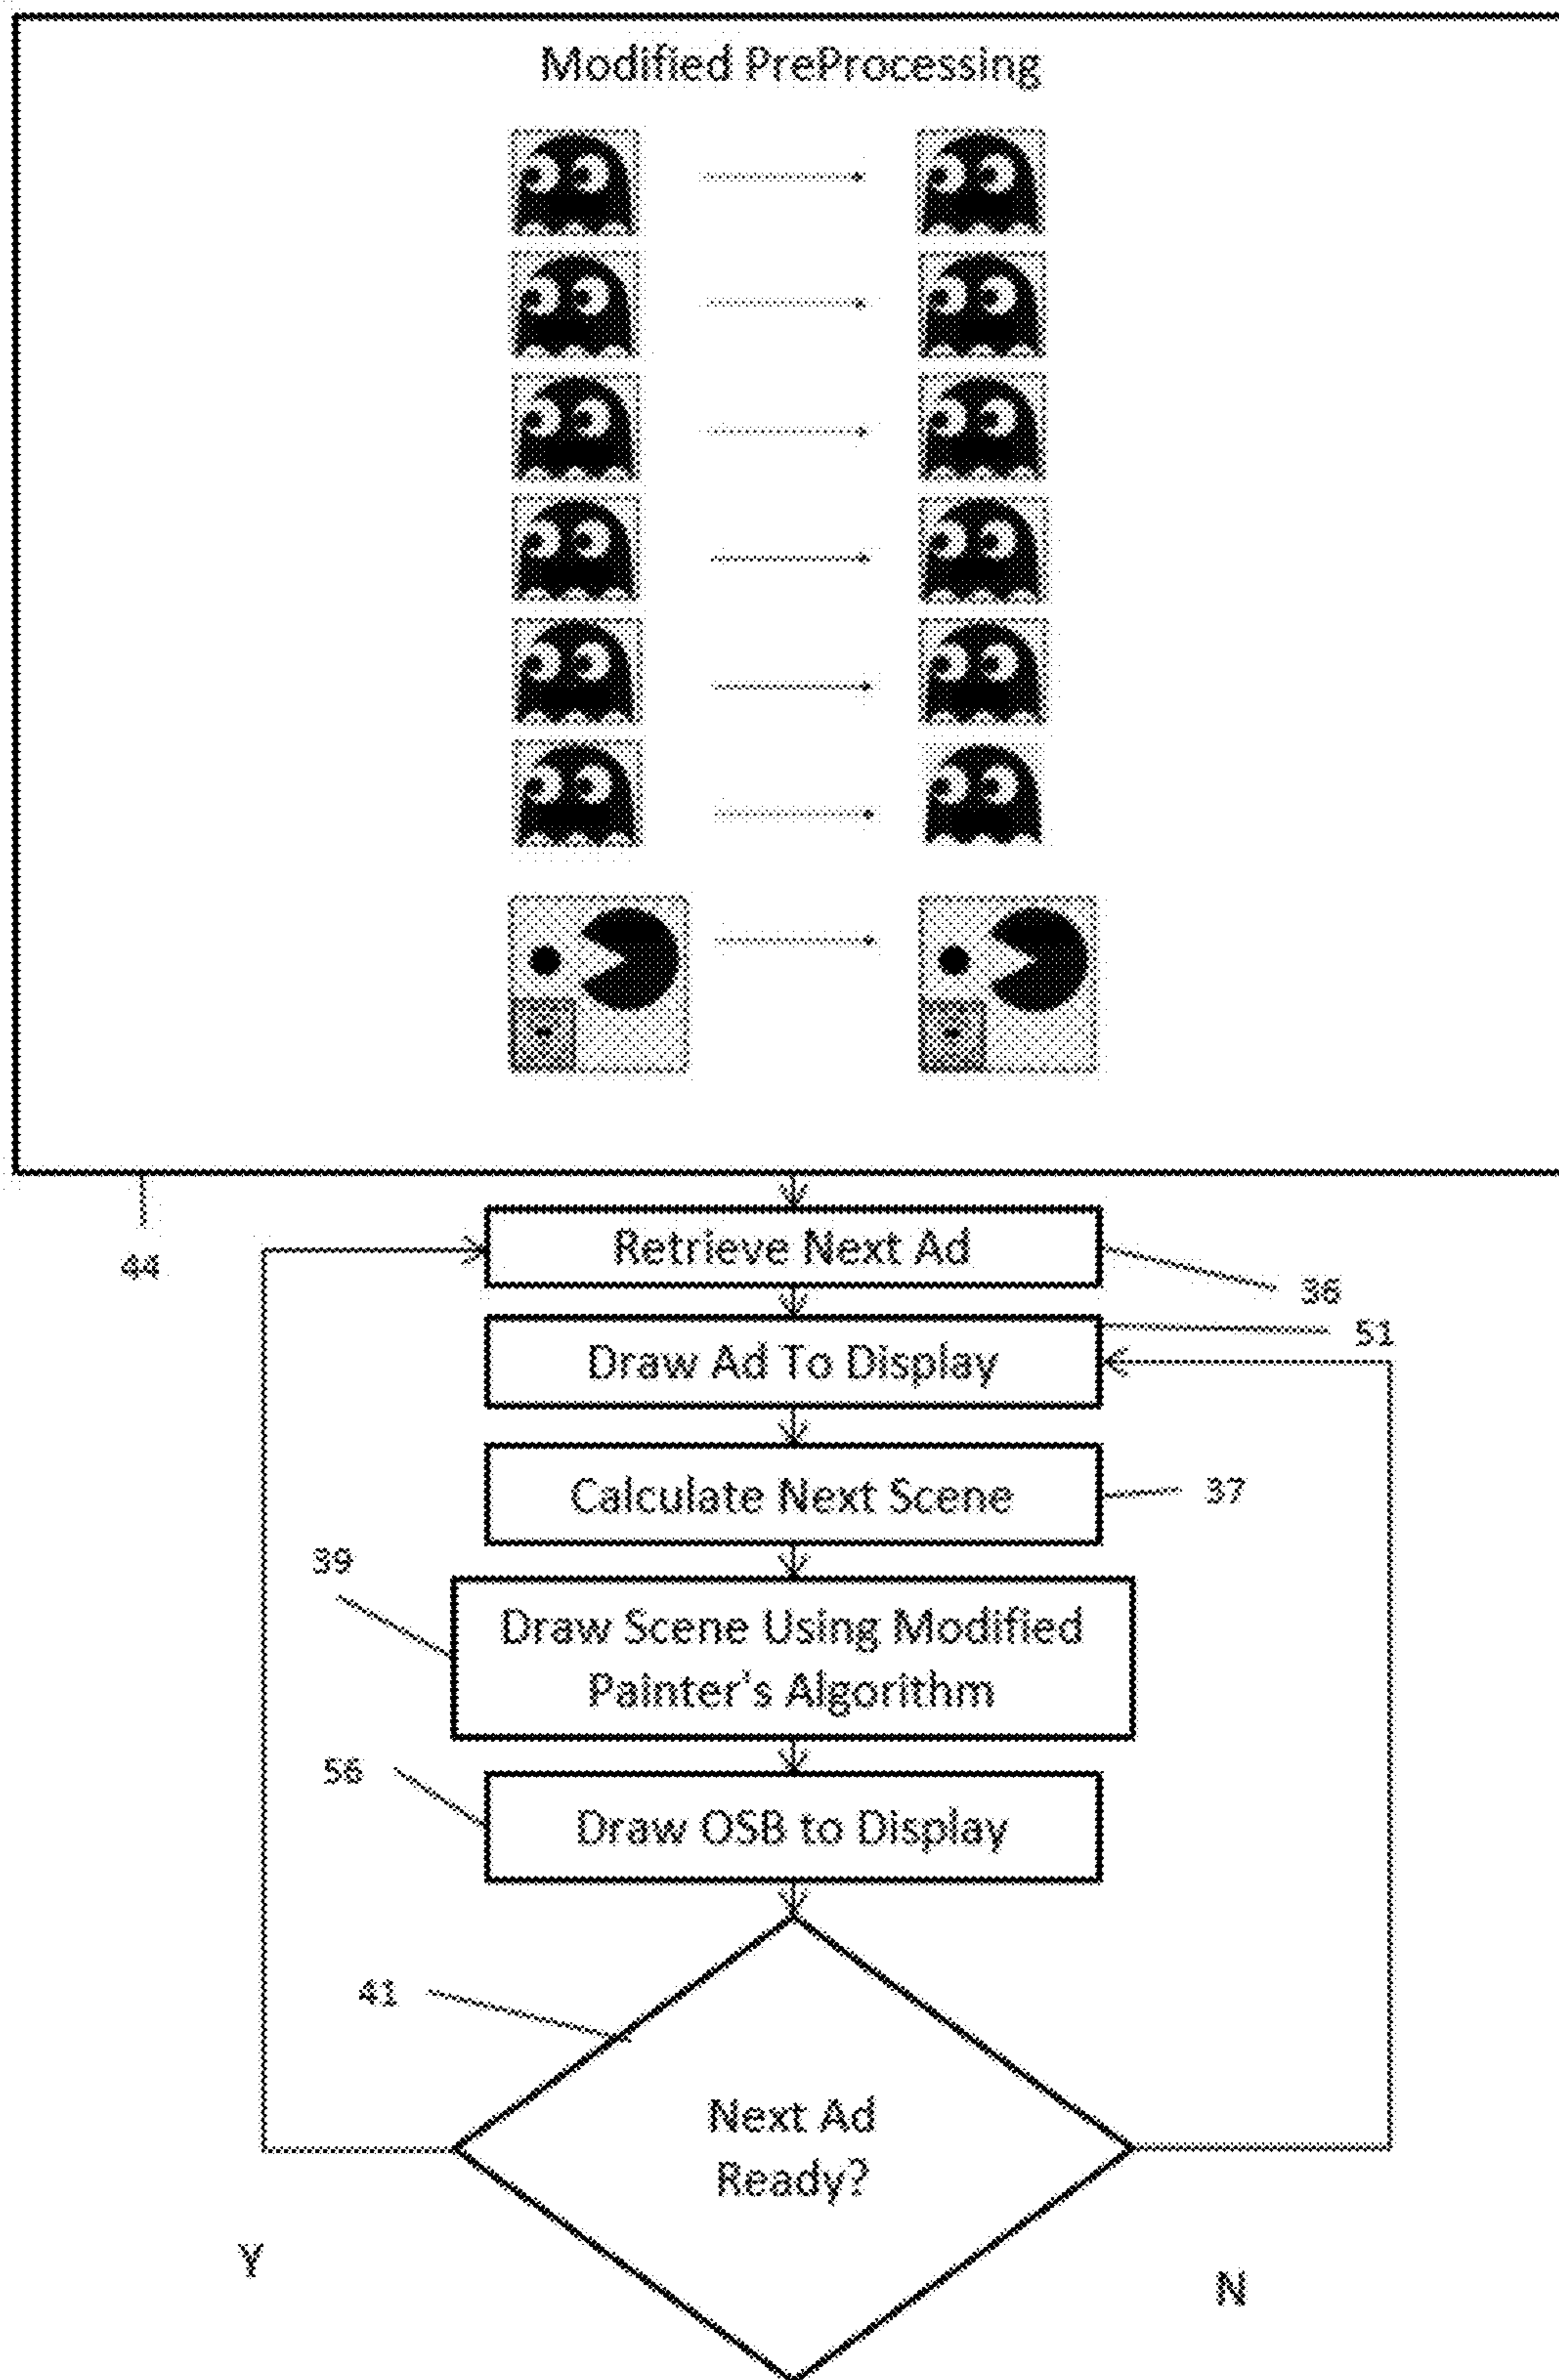 Modified PreProcessing
44
Retrieve Next Ad
36
Draw Ad To Display
51
Calculate Next Scene
37
39
Draw Scene Using Modified
Painter's Algorithm
56
Draw OSB to Display
41
Next Ad
Ready?
Y
N